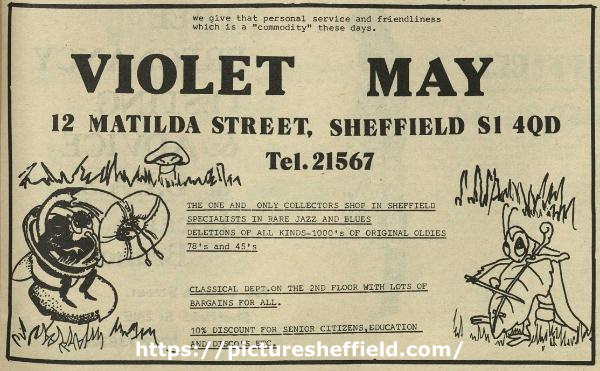 we give that personal service and friendliness
which is a "commodity" these days.
VIOLET MAY
12 MATILDA STREET, SHEFFIELD S1 4QD
Tel. 21567
THE ONE AND ONLY COLLECTORS SHOP IN SHEFFIELD
SPECIALISTS IN RARE JAZZ AND BLUES
DELETIONS OF ALL KINDS-1000's OF ORIGINAL OLDIES
78's and 45's
CLASSICAL DEPT.ON THE 2ND FLOOR WITH LOTS OF
BARGAINS FOR ALL.
10% DISCOUNT FOR SENIOR CITIZENS,EDUCATION
AND DISCO'S ETC.
https://picturesheffield.com/